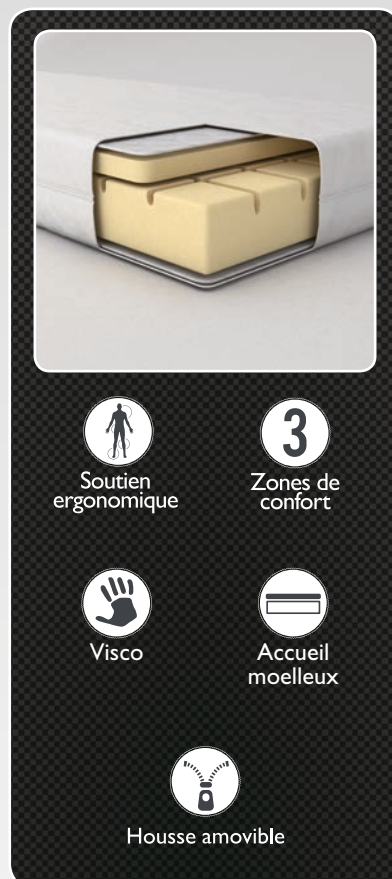 Soutien
ergonomique
3
Zones de
confort
Visco
Accueil
moelleux
Housse amovible